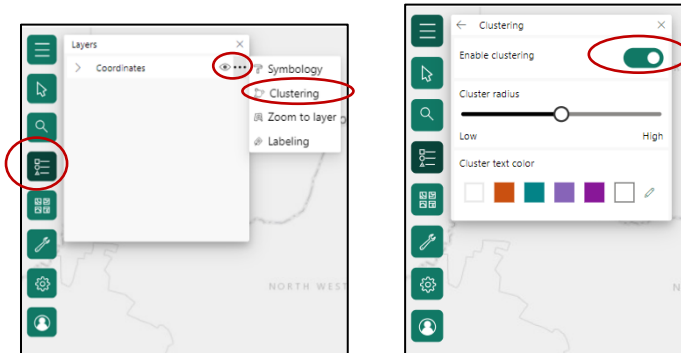 Layers
Coordinates
Symbology
Clustering
Zoom to layer
Labeling
NORTH WEST
Clustering
Enable clustering
Cluster radius
Low High
Cluster text color
N